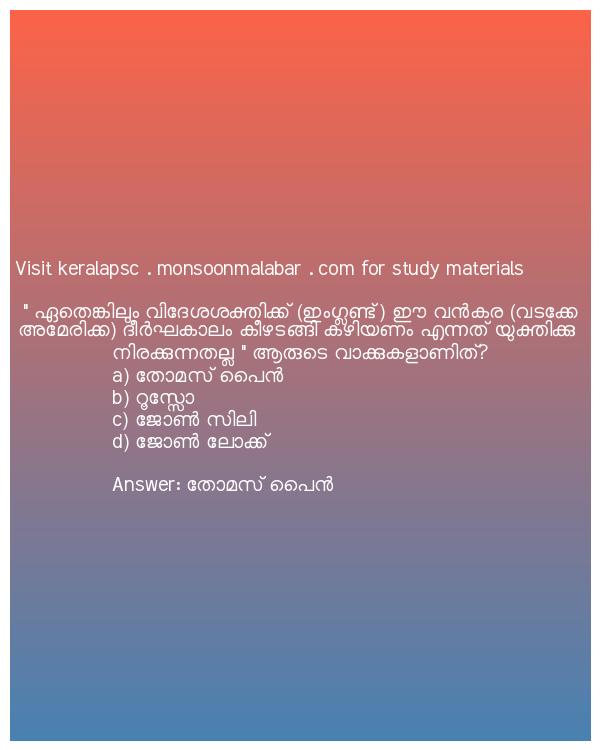 Visit keralapsc . monsoonmalabar . com for study materials
" ഏതെങ്കിലും വിദേശശക്തിക്ക് (ഇംഗ്ലണ്ട്) ഈ വൻകര (വടക്കേ
അമേരിക്ക) ദീർഘകാലം കീഴടങ്ങി കഴിയണം എന്നത് യുക്തിക്കു
നിരക്കുന്നതല്ല " ആരുടെ വാക്കുകളാണിത്?
a) തോമസ് പൈൻ
b) റൂസ്സോ
c) ജോൺ സിലി
d) ജോൺ ലോക്ക്
Answer: തോമസ് പൈൻ